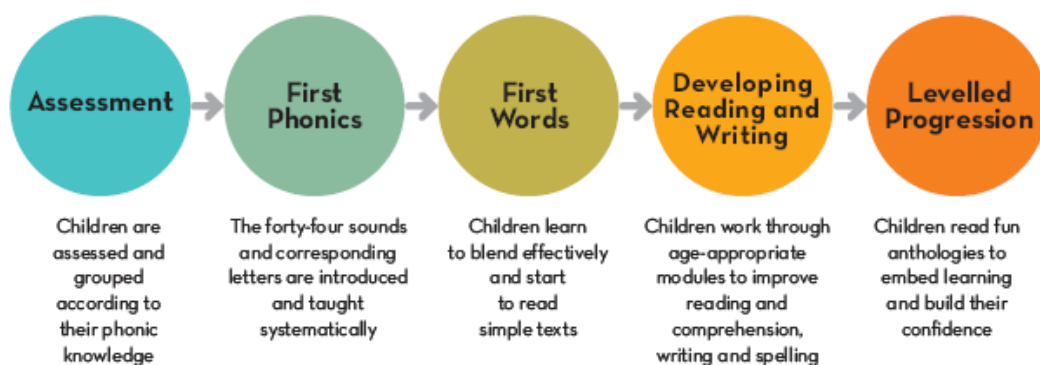 Assessment
First
Phonics
First
Words
Developing
Reading and
Writing
Levelled
Progression
Children are
assessed and
grouped
according to
their phonic
knowledge
The forty-four sounds
and corresponding
letters are introduced
and taught
systematically
Children learn
to blend effectively
and start
to read
simple texts
Children work through
age-appropriate
modules to improve
reading and
comprehension,
writing and spelling
Children read fun
anthologies to
embed learning
and build their
confidence